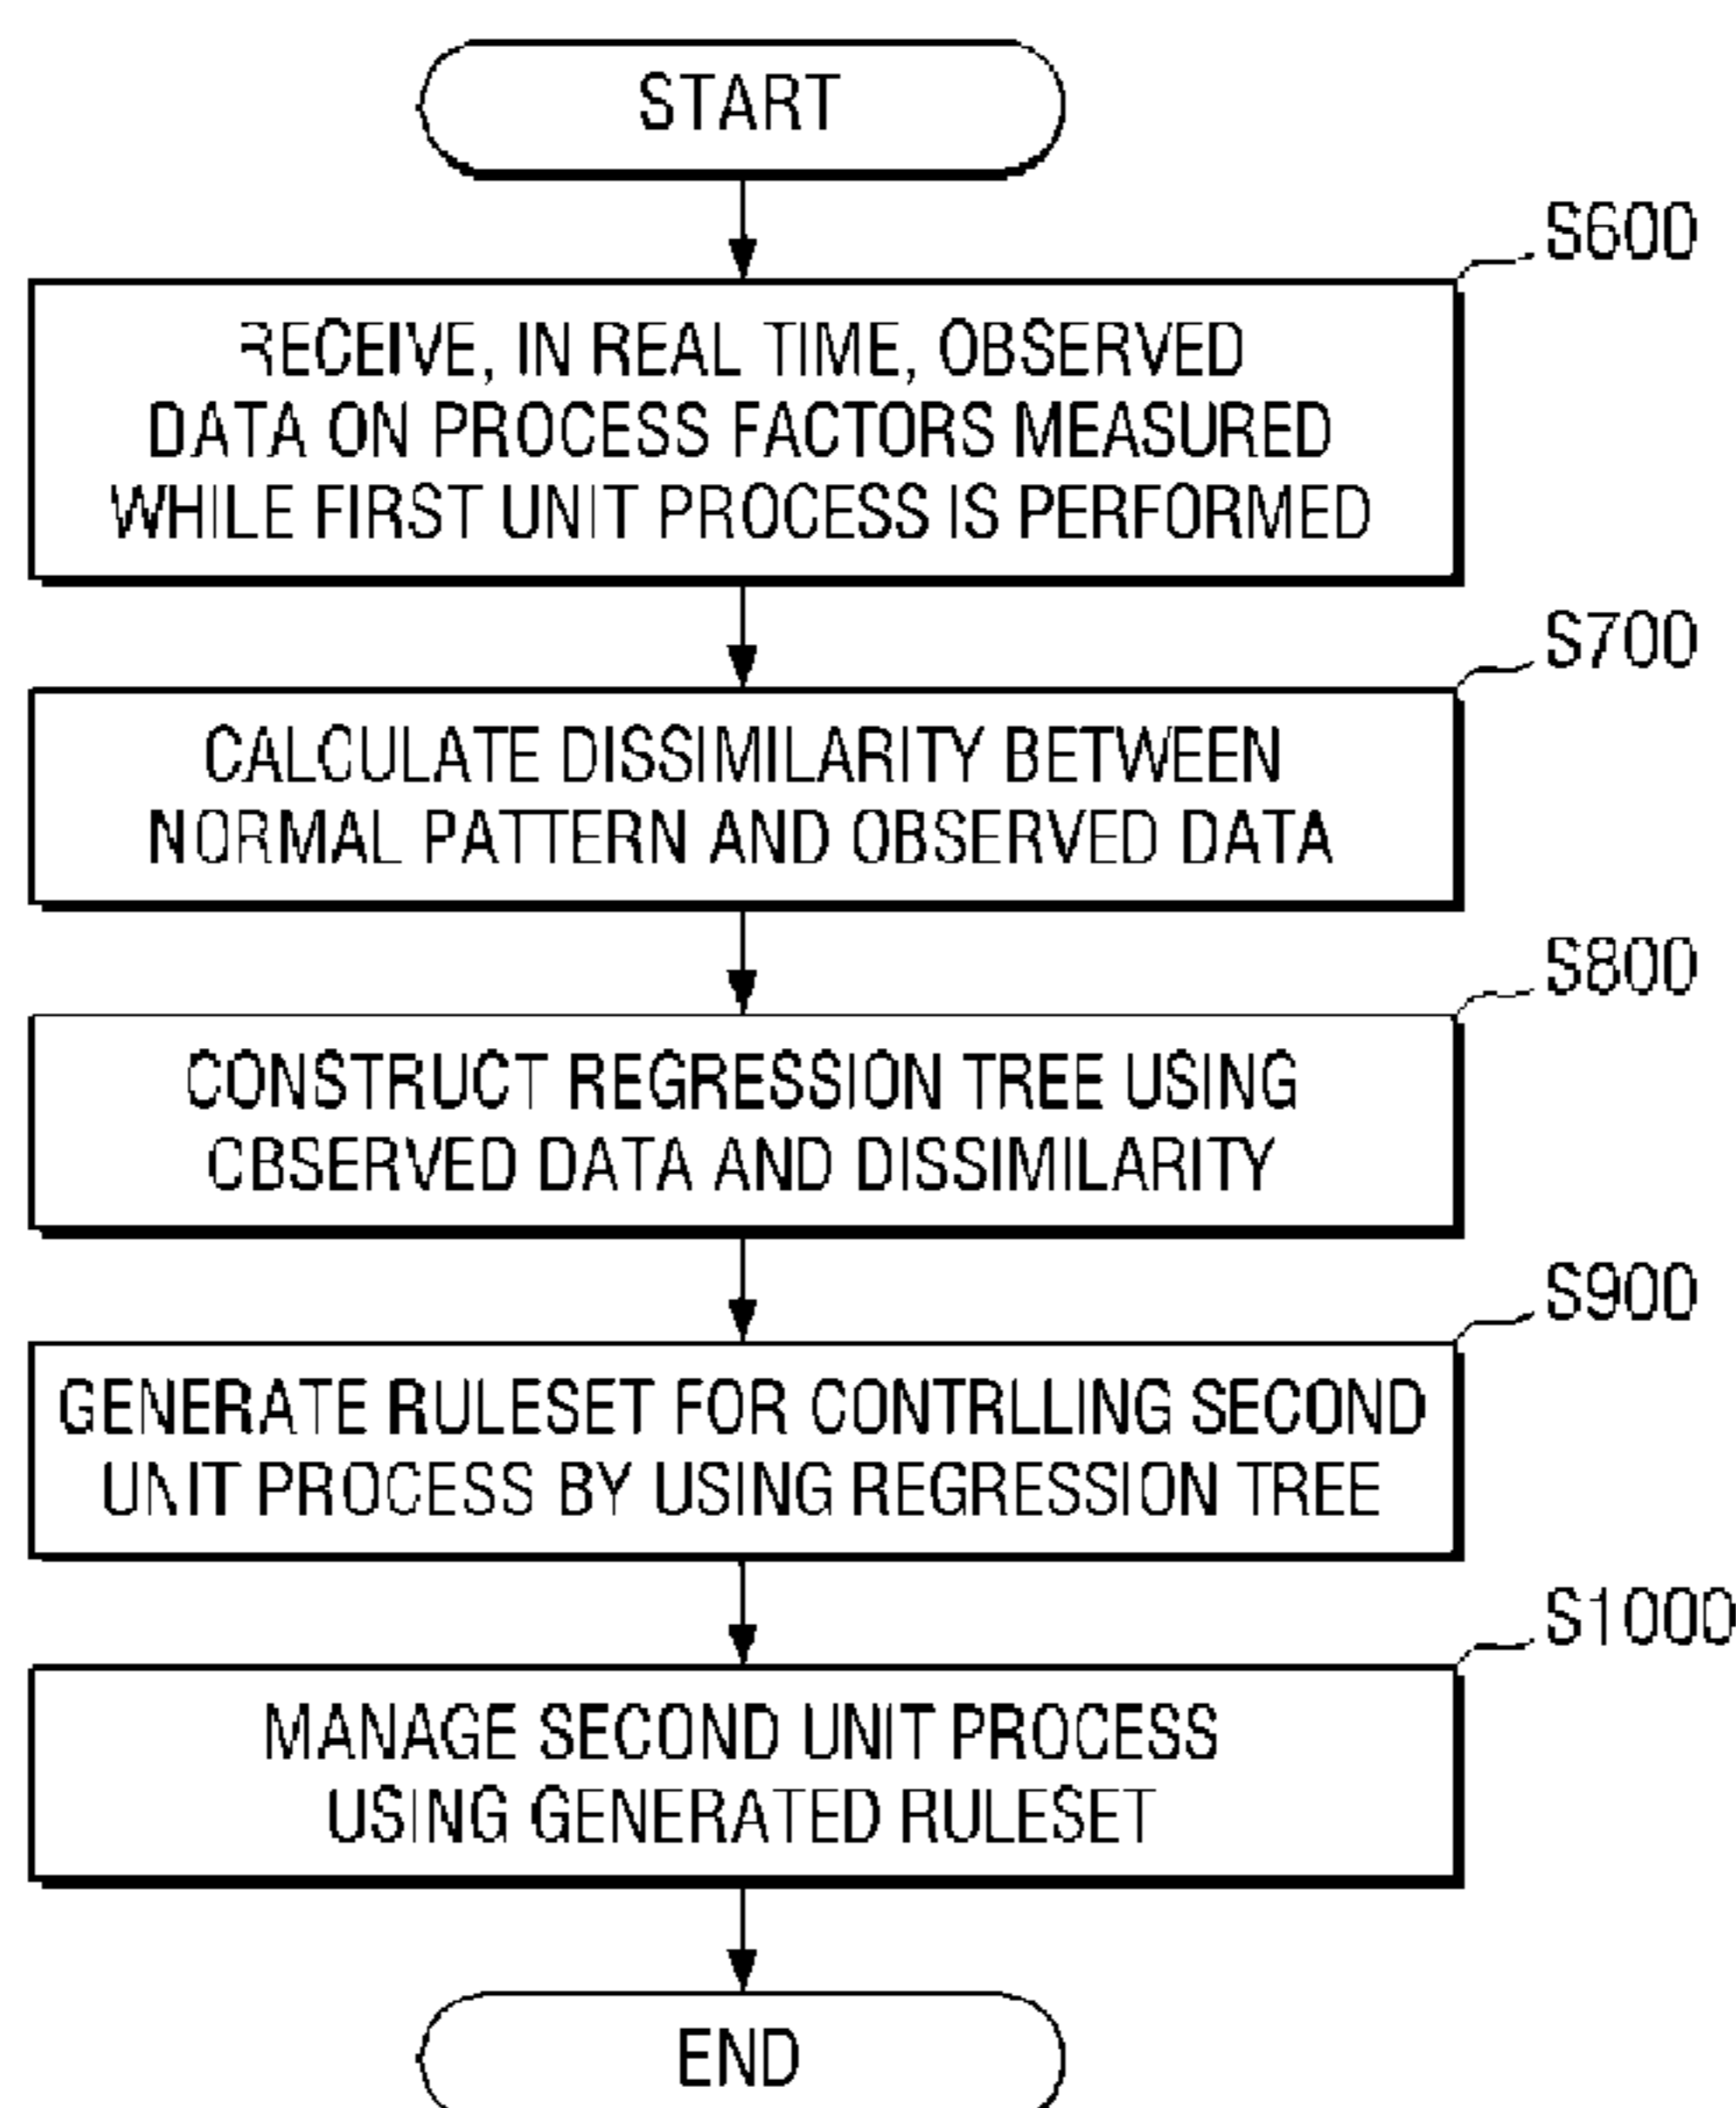 START
S600
RECEIVE, IN REAL TIME, OBSERVED
DATA ON PROCESS FACTORS MEASURED
WHILE FIRST UNIT PROCESS IS PERFORMED
S700
CALCULATE DISSIMILARITY BETWEEN
NORMAL PATTERN AND OBSERVED DATA
S800
CONSTRUCT REGRESSION TREE USING
OBSERVED DATA AND DISSIMILARITY
S900
GENERATE RULESET FOR CONTRLLING SECOND
UNIT PROCESS BY USING REGRESSION TREE
S1000
MANAGE SECOND UNIT PROCESS
USING GENERATED RULESET
END